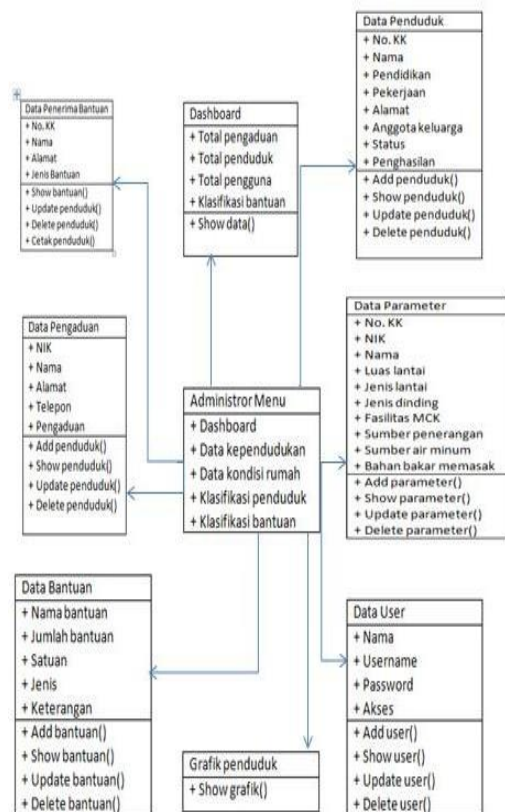 Data Penerima Bantuan
+ No. KK
+ Nama
+ Alamat
+ Jenis Bantuan
+ Show bantuan()
+ Update penduduk()
+ Delete penduduk()
+ Cetak penduduk()
Dashboard
+ Total pengaduan
+ Total penduduk
+ Total pengguna
+ Klasifikasi bantuan
+ Show data()
Data Penduduk
+ No. KK
+ Nama
+ Pendidikan
+ Pekerjaan
+ Alamat
+ Anggota keluarga
+ Status
+ Penghasilan
+ Add penduduk()
+ Show penduduk()
+ Update penduduk()
+ Delete penduduk()
Data Pengaduan
+ NIK
+ Nama
+ Alamat
+ Telepon
+ Pengaduan
+ Add penduduk()
+ Show penduduk()
+ Update penduduk()
+ Delete penduduk()
Administror Menu
+ Dashboard
+ Data kependudukan
+ Data kondisi rumah
+ Klasifikasi penduduk
+ Klasifikasi bantuan
Data Parameter
+ No. KK
+ NIK
+ Nama
+ Luas lantai
+ Jenis lantai
+ Jenis dinding
+ Fasilitas MCK
+ Sumber penerangan
+ Sumber air minum
+ Bahan bakar memasak
+ Add parameter()
+ Show parameter()
+ Update parameter()
+ Delete parameter()
Data Bantuan
+ Nama bantuan
+ Jumlah bantuan
+ Satuan
+ Jenis
+ Keterangan
+ Add bantuan()
+ Show bantuan()
+ Update bantuan()
+ Delete bantuan()
Grafik penduduk
+ Show grafik()
Data User
+ Nama
+ Username
+ Password
+ Akses
+ Add user()
+ Show user()
+ Update user()
+ Delete user()